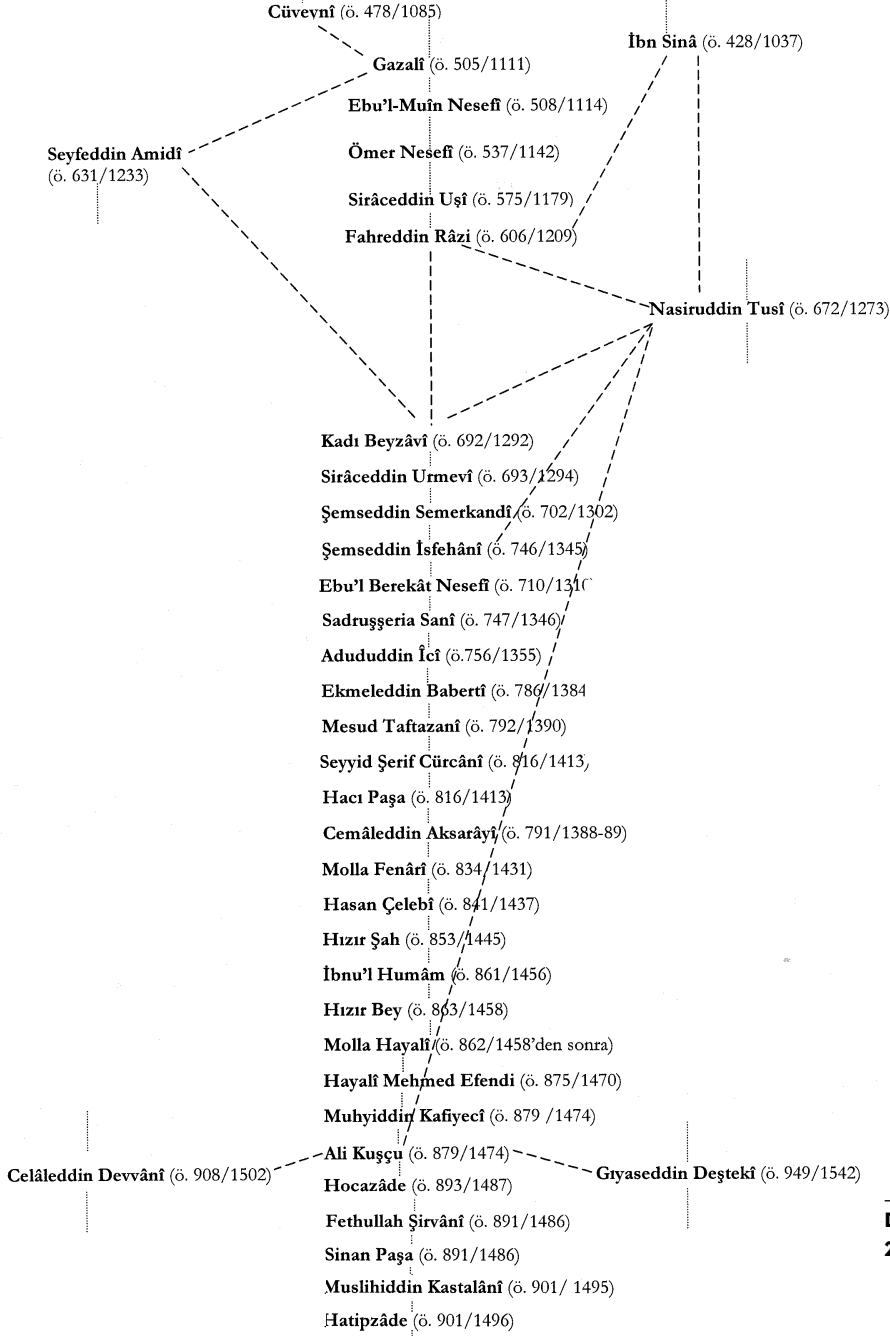 Cüveynî (ö. 478/1085)
İbn Sinâ (ö. 428/1037)
Gazalî (ö. 505/1111)
Ebu'l-Muîn Nesefî (ö. 508/1114)
Seyfeddin Amidî
(ö. 631/1233)
Ömer Nesefî (ö. 537/1142)
Sirâceddin Uşî (ö. 575/1179)
Fahreddin Râzi (ö. 606/1209)
Nasiruddin Tusî (ö. 672/1273)
Kadı Beyzâvî (ö. 692/1292)
Sirâceddin Urmevî (ö. 693/1294)
Şemseddin Semerkandî (ö. 702/1302)
Şemseddin İsfehânî (ö. 746/1345)
Ebu'l Berekât Nesefî (ö. 710/1310
Sadruşşeria Sanî (ö. 747/1346)
Adududdin Îcî (ö.756/1355)
Ekmeleddin Babertî (ö. 786/1384
Mesud Taftazanî (ö. 792/1390)
Seyyid Şerif Cürcânî (ö. 816/1413)
Hacı Paşa (ö. 816/1413)
Cemâleddin Aksarâyî (ö. 791/1388-89)
Molla Fenârî (ö. 834/1431)
Hasan Çelebî (ö. 841/1437)
Hızır Şah (ö. 853/1445)
İbnu'l Humâm (ö. 861/1456)
Hızır Bey (ö. 863/1458)
Molla Hayalî (ö. 862/1458'den sonra)
Hayalî Mehmed Efendi (ö. 875/1470)
Muhyiddin Kafiyecî (ö. 879 /1474)
Ali Kuşçu (ö. 879/1474)
Celâleddin Devvânî (ö. 908/1502)
Gıyaseddin Deştekî (ö. 949/1542)
Hocazâde (ö. 893/1487)
Fethullah Şirvânî (ö. 891/1486)
Sinan Paşa (ö. 891/1486)
Muslihiddin Kastalânî (ö. 901/ 1495)
Hatipzâde (ö. 901/1496)